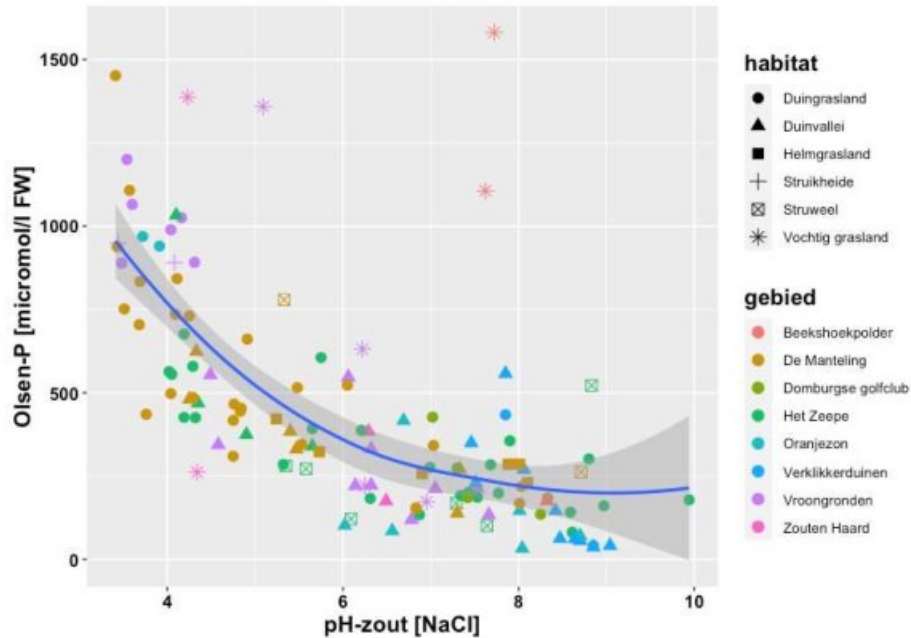 1500
1000
500
0
Olsen-P [micromol/l FW]
4
6
8
10
pH-zout [NaCl]
habitat
Duingrasland
Duinvallei
Helmgrasland
Struikheide
Struweel
Vochtig grasland
gebied
Beekshoekpolder
De Manteling
Domburgse golfclub
Het Zeepe
Oranjezon
Verklikkerduinen
Vroongronden
Zouten Haard